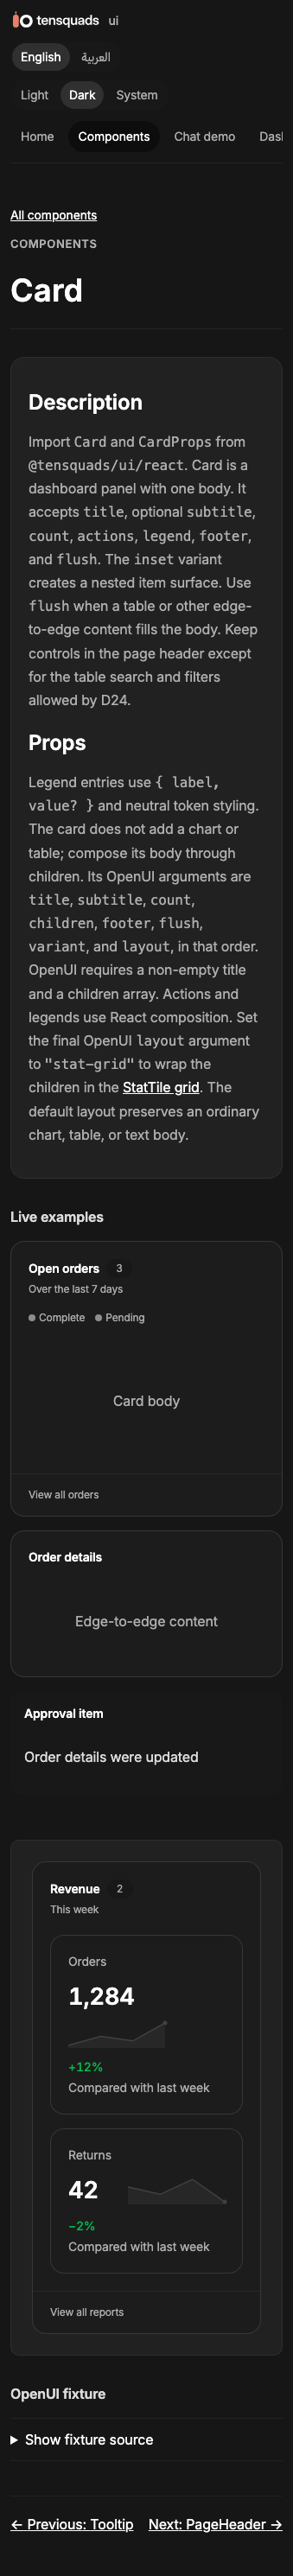 tensquads ui
English العربية
Light Dark System
Home Components Chat demo Dash
All components
COMPONENTS
Card
Description
Import Card and CardProps from
@tensquads/ui/react. Card is a
dashboard panel with one body. It
accepts title, optional subtitle,
count, actions, legend, footer,
and flush. The inset variant
creates a nested item surface. Use
flush when a table or other edge-
to-edge content fills the body. Keep
controls in the page header except
for the table search and filters
allowed by D24.
Props
Legend entries use { label,
value? } and neutral token styling.
The card does not add a chart or
table; compose its body through
children. Its OpenUI arguments are
title, subtitle, count,
children, footer, flush,
variant, and layout, in that order.
OpenUI requires a non-empty title
and children array. Actions and
legends use React composition. Set
the final OpenUI layout argument
to "stat-grid" to wrap the
children in the StatTile grid. The
default layout preserves an ordinary
chart, table, or text body.
Live examples
Open orders 3
Over the last 7 days
Complete Pending
Card body
View all orders
Order details
Edge-to-edge content
Approval item
Order details were updated
Revenue 2
This week
Orders
1,284
+12%
Compared with last week
Returns
42
−2%
Compared with last week
View all reports
OpenUI fixture
Show fixture source
← Previous: Tooltip Next: PageHeader →